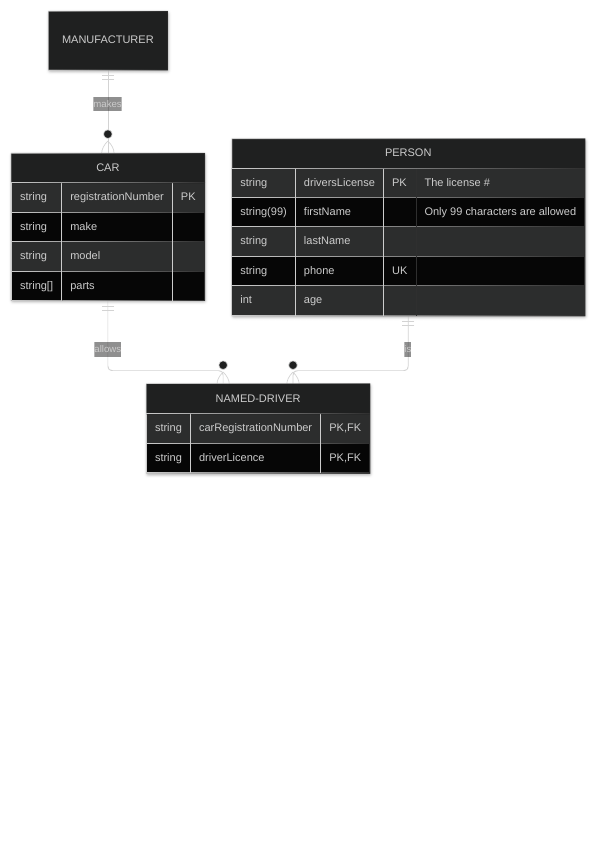 MANUFACTURER
makes
CAR
string registrationNumber PK
string make
string model
string[] parts
PERSON
string driversLicense PK The license #
string(99) firstName Only 99 characters are allowed
string lastName
string phone UK
int age
allows
is
NAMED-DRIVER
string carRegistrationNumber PK,FK
string driverLicence PK,FK